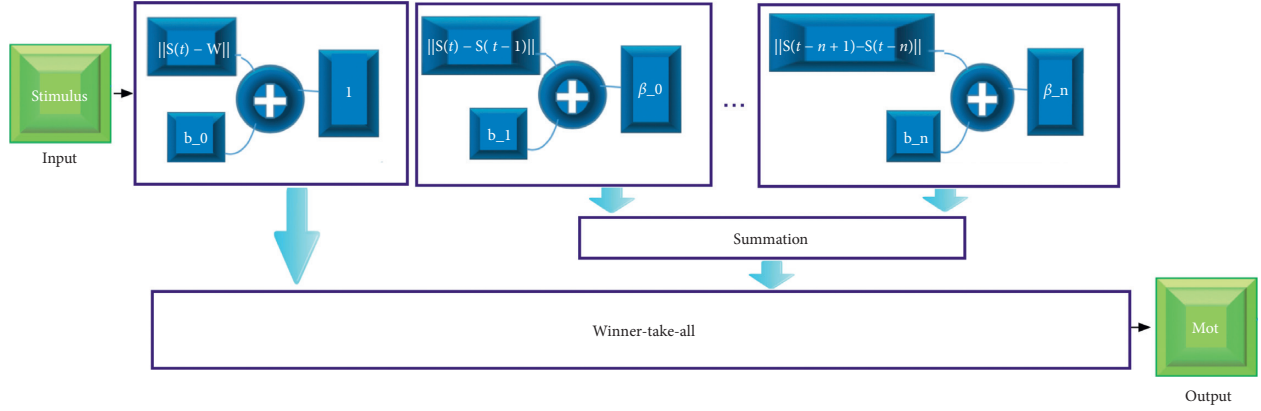 Stimulus
Input
||S(t) – W||
b_0
1
||S(t) – S( t – 1)||
b_1
β_0
...
||S(t – n + 1)–S(t – n)||
b_n
β_n
Summation
Winner-take-all
Mot
Output